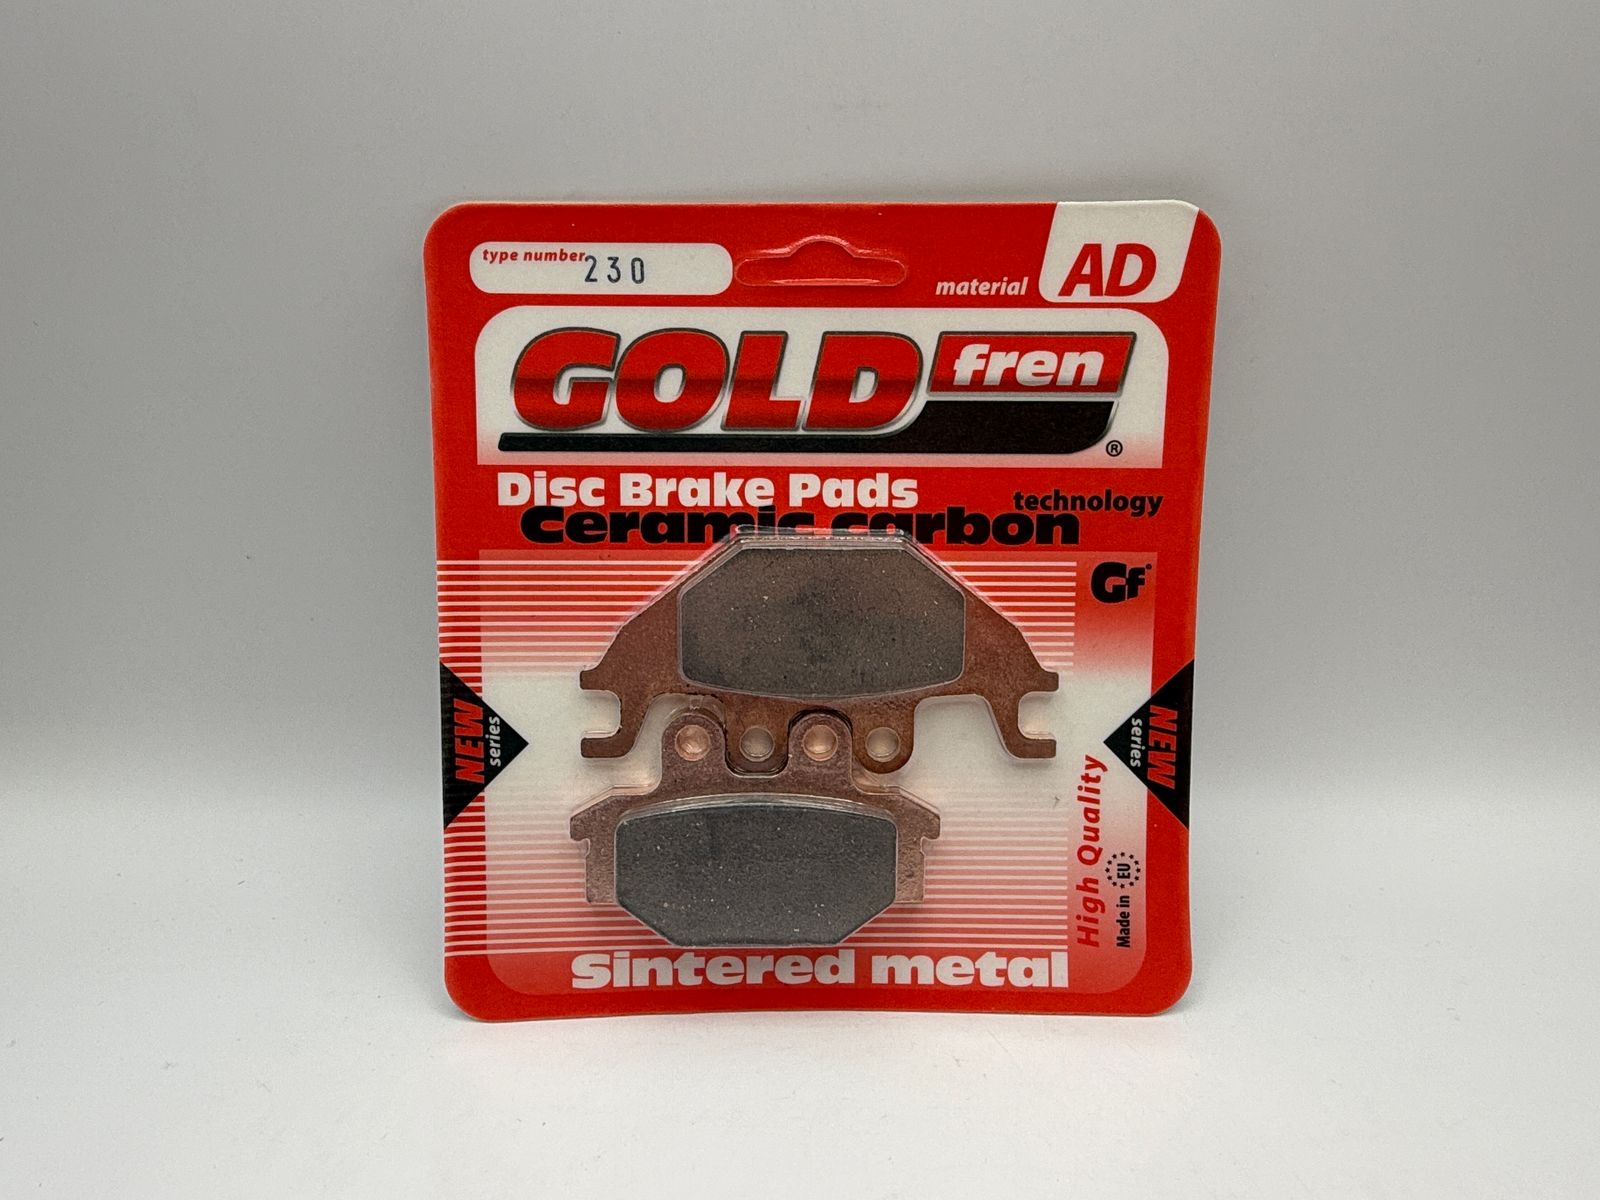 type number 230
material AD
GOLD fren ®
Disc Brake Pads
technology
Ceramic carbon
Gf
NEW series
NEW series
High Quality
Made in EU
Sintered metal